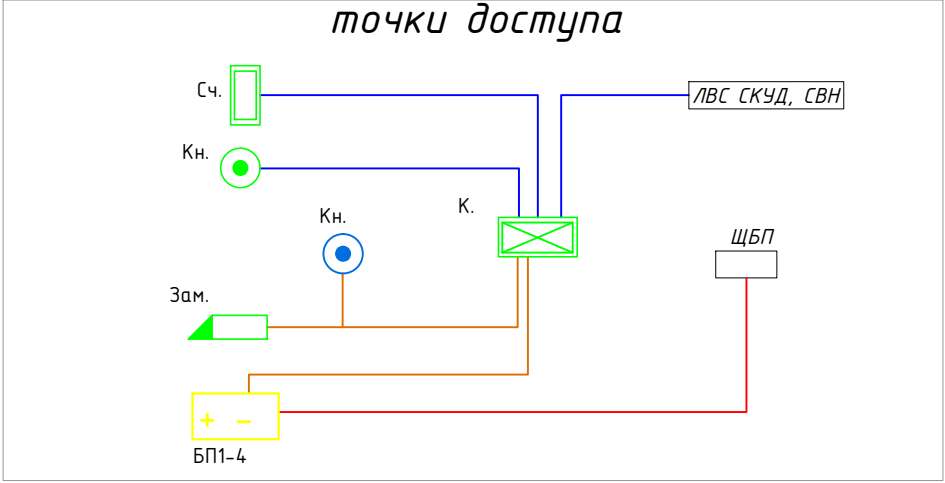 точки доступа
Сч.
ЛВС СКУД, СВН
Кн.
К.
Кн.
ЩБП
Зам.
+ -
БП1-4